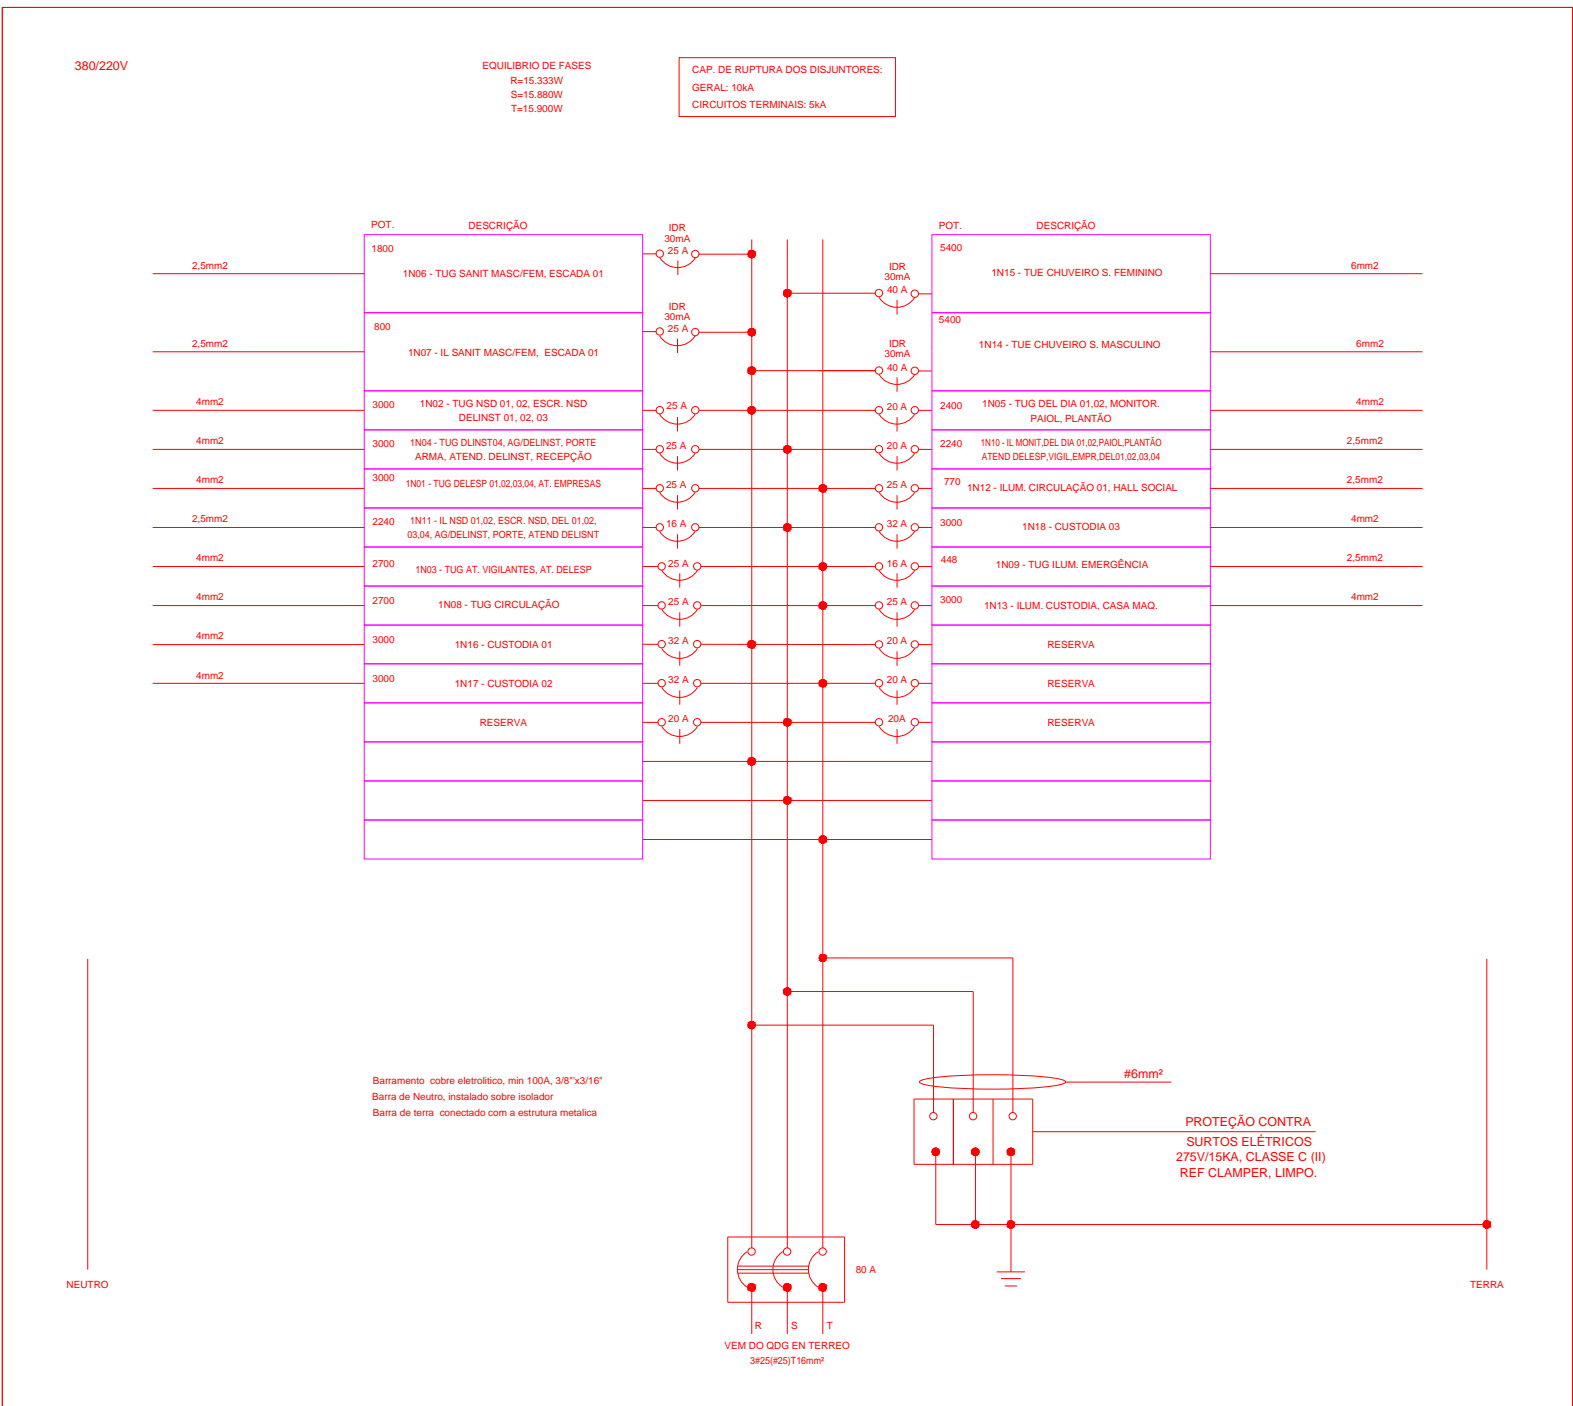 380/220V
EQUILIBRIO DE FASES
R=15.333W
S=15.880W
T=15.900W
CAP. DE RUPTURA DOS DISJUNTORES:
GERAL: 10kA
CIRCUITOS TERMINAIS: 5kA
POT. DESCRIÇÃO
2,5mm2
1800
1N06 - TUG SANIT MASC/FEM, ESCADA 01
IDR
30mA
25 A
2,5mm2
800
1N07 - IL SANIT MASC/FEM, ESCADA 01
IDR
30mA
25 A
4mm2
3000
1N02 - TUG NSD 01, 02, ESCR. NSD
DELINST 01, 02, 03
25 A
4mm2
3000
1N04 - TUG DLINST04, AG/DELINST, PORTE
ARMA, ATEND. DELINST, RECEPÇÃO
25 A
4mm2
3000
1N01 - TUG DELESP 01,02,03,04, AT. EMPRESAS
25 A
2,5mm2
2240
1N11 - IL NSD 01,02, ESCR. NSD, DEL 01,02,
03,04, AG/DELINST, PORTE, ATEND DELISNT
16 A
4mm2
2700
1N03 - TUG AT. VIGILANTES, AT. DELESP
25 A
4mm2
2700
1N08 - TUG CIRCULAÇÃO
25 A
4mm2
3000
1N16 - CUSTODIA 01
32 A
4mm2
3000
1N17 - CUSTODIA 02
32 A
RESERVA
20 A
POT. DESCRIÇÃO
IDR
30mA
40 A
5400
1N15 - TUE CHUVEIRO S. FEMININO
6mm2
IDR
30mA
40 A
5400
1N14 - TUE CHUVEIRO S. MASCULINO
6mm2
20 A
2400
1N05 - TUG DEL DIA 01,02, MONITOR.
PAIOL, PLANTÃO
4mm2
20 A
2240
1N10 - IL MONIT,DEL DIA 01,02,PAIOL,PLANTÃO
ATEND DELESP,VIGIL,EMPR,DEL01,02,03,04
2,5mm2
25 A
770
1N12 - ILUM. CIRCULAÇÃO 01, HALL SOCIAL
2,5mm2
32 A
3000
1N18 - CUSTODIA 03
4mm2
16 A
448
1N09 - TUG ILUM. EMERGÊNCIA
2,5mm2
25 A
3000
1N13 - ILUM. CUSTODIA, CASA MAQ.
4mm2
20 A
RESERVA
20 A
RESERVA
20A
RESERVA
Barramento cobre eletrolitico, min 100A, 3/8"'x3/16"
Barra de Neutro, instalado sobre isolador
Barra de terra conectado com a estrutura metalica
#6mm²
PROTEÇÃO CONTRA
SURTOS ELÉTRICOS
275V/15KA, CLASSE C (II)
REF CLAMPER, LIMPO.
NEUTRO
80 A
TERRA
R S T
VEM DO QDG EN TERREO
3#25(#25)T16mm²